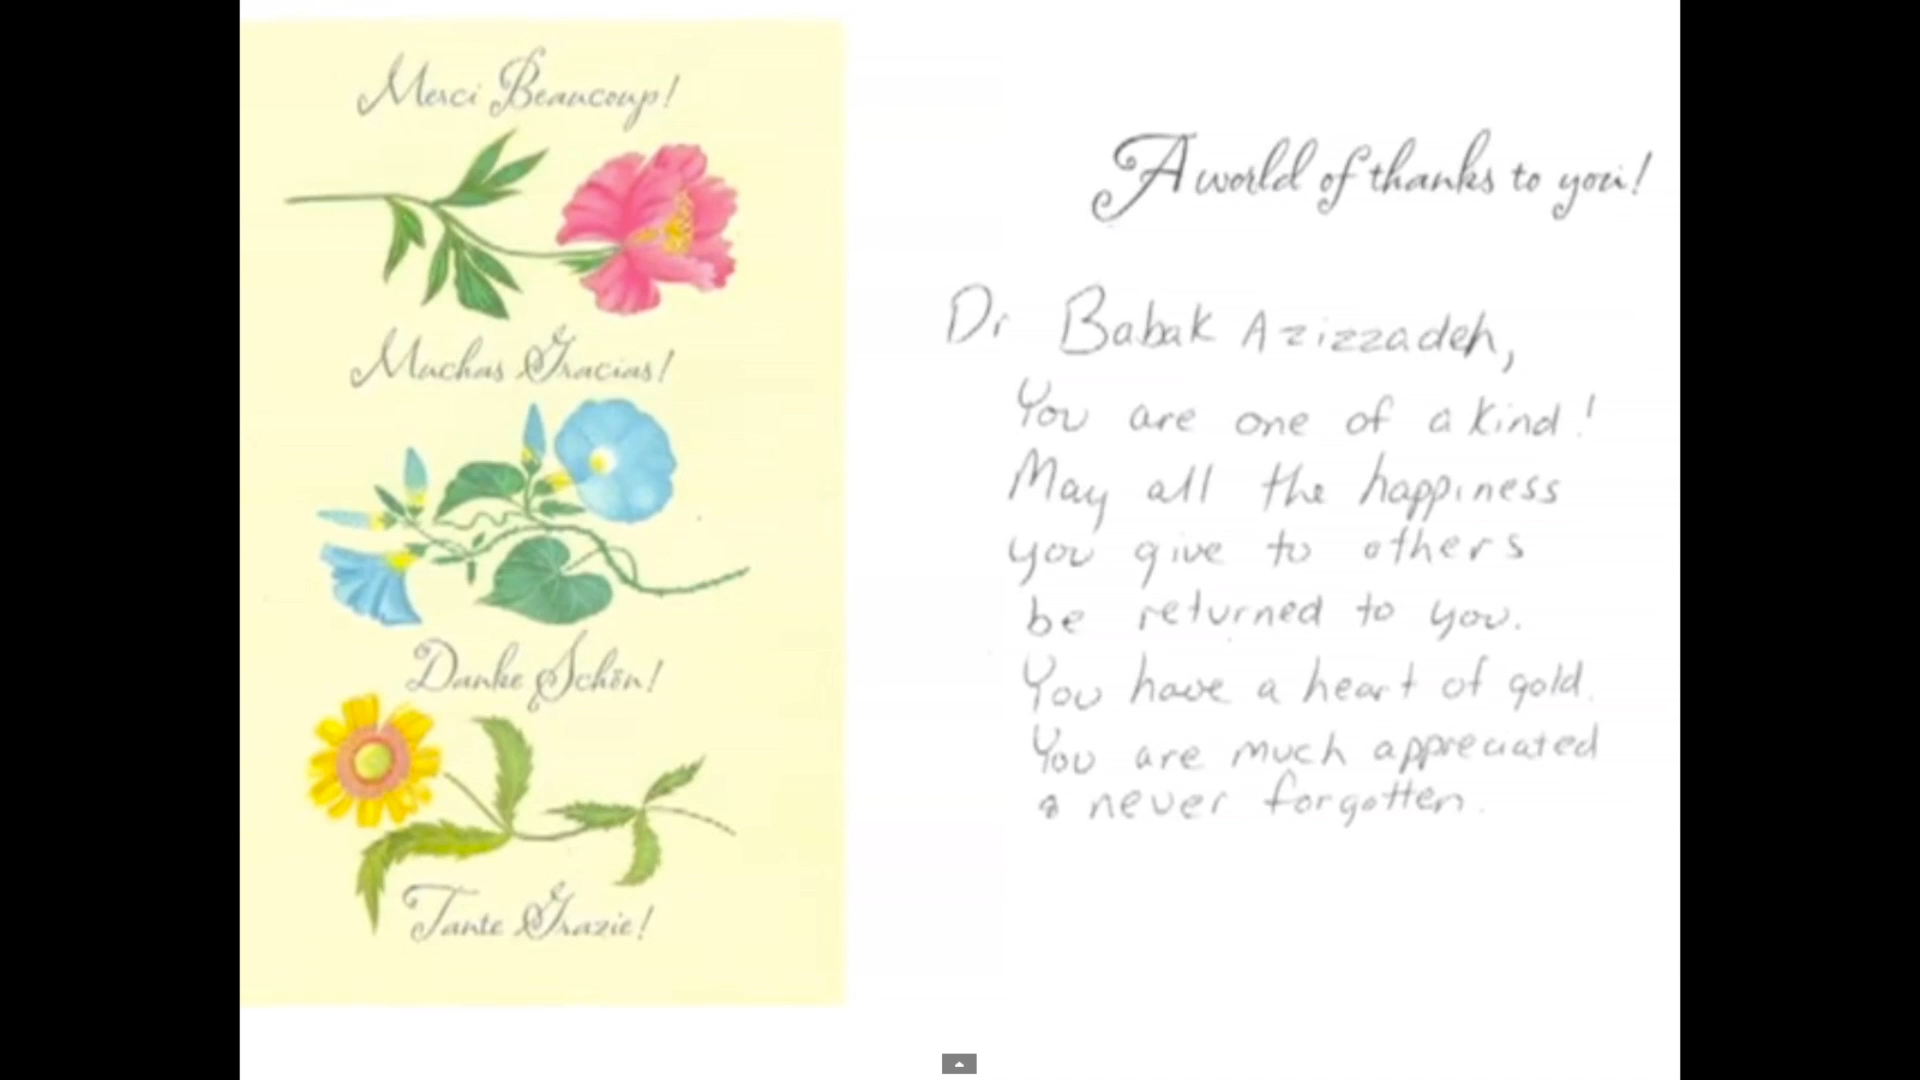 Merci Beaucoup!
Muchas Gracias!
Danke Schön!
Tante Grazie!
A world of thanks to you!
Dr Babak Azizzadeh,
You are one of a kind!
May all the happiness
you give to others
be returned to you.
You have a heart of gold.
You are much appreciated
& never forgotten.